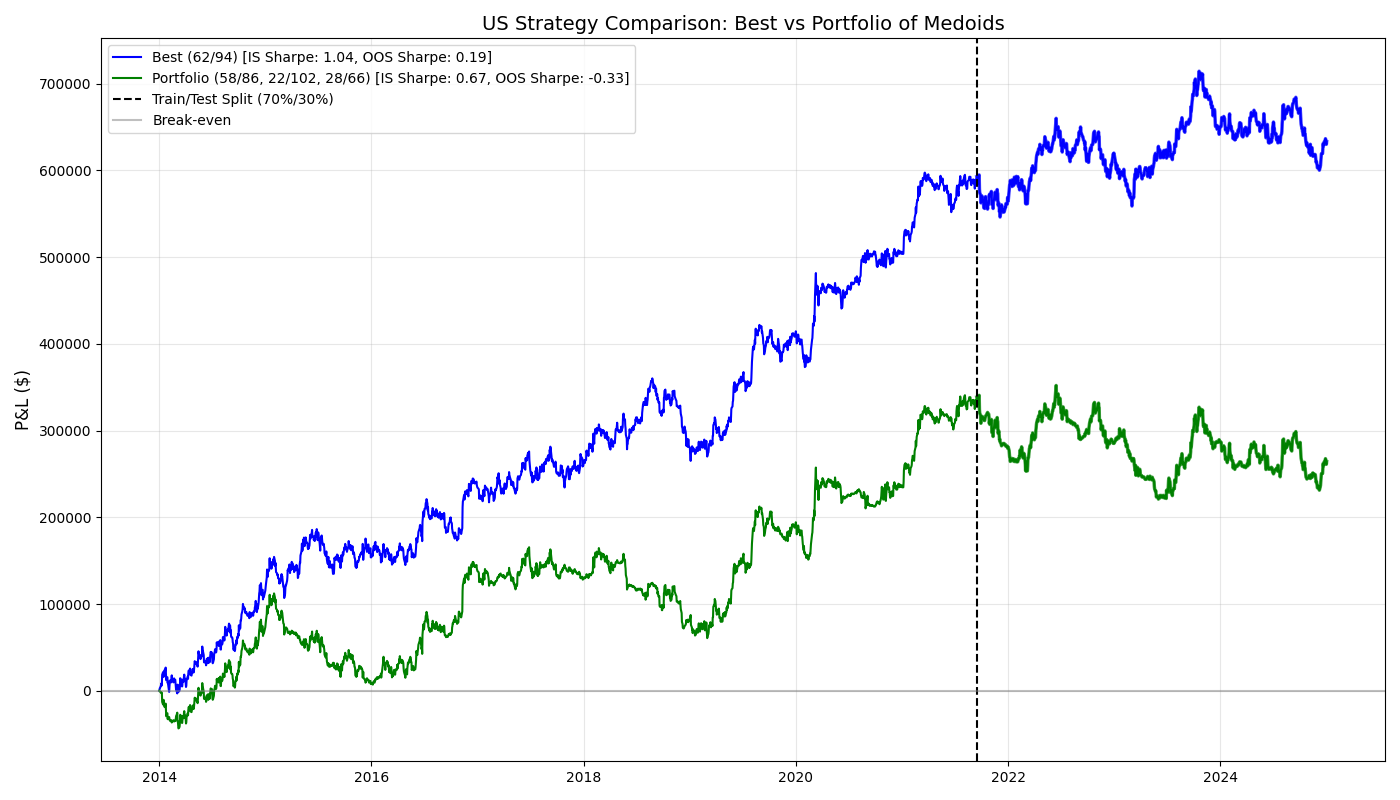 US Strategy Comparison: Best vs Portfolio of Medoids
Best (62/94) [IS Sharpe: 1.04, OOS Sharpe: 0.19]
Portfolio (58/86, 22/102, 28/66) [IS Sharpe: 0.67, OOS Sharpe: -0.33]
Train/Test Split (70%/30%)
Break-even
P&L ($)
700000
600000
500000
400000
300000
200000
100000
0
2014
2016
2018
2020
2022
2024